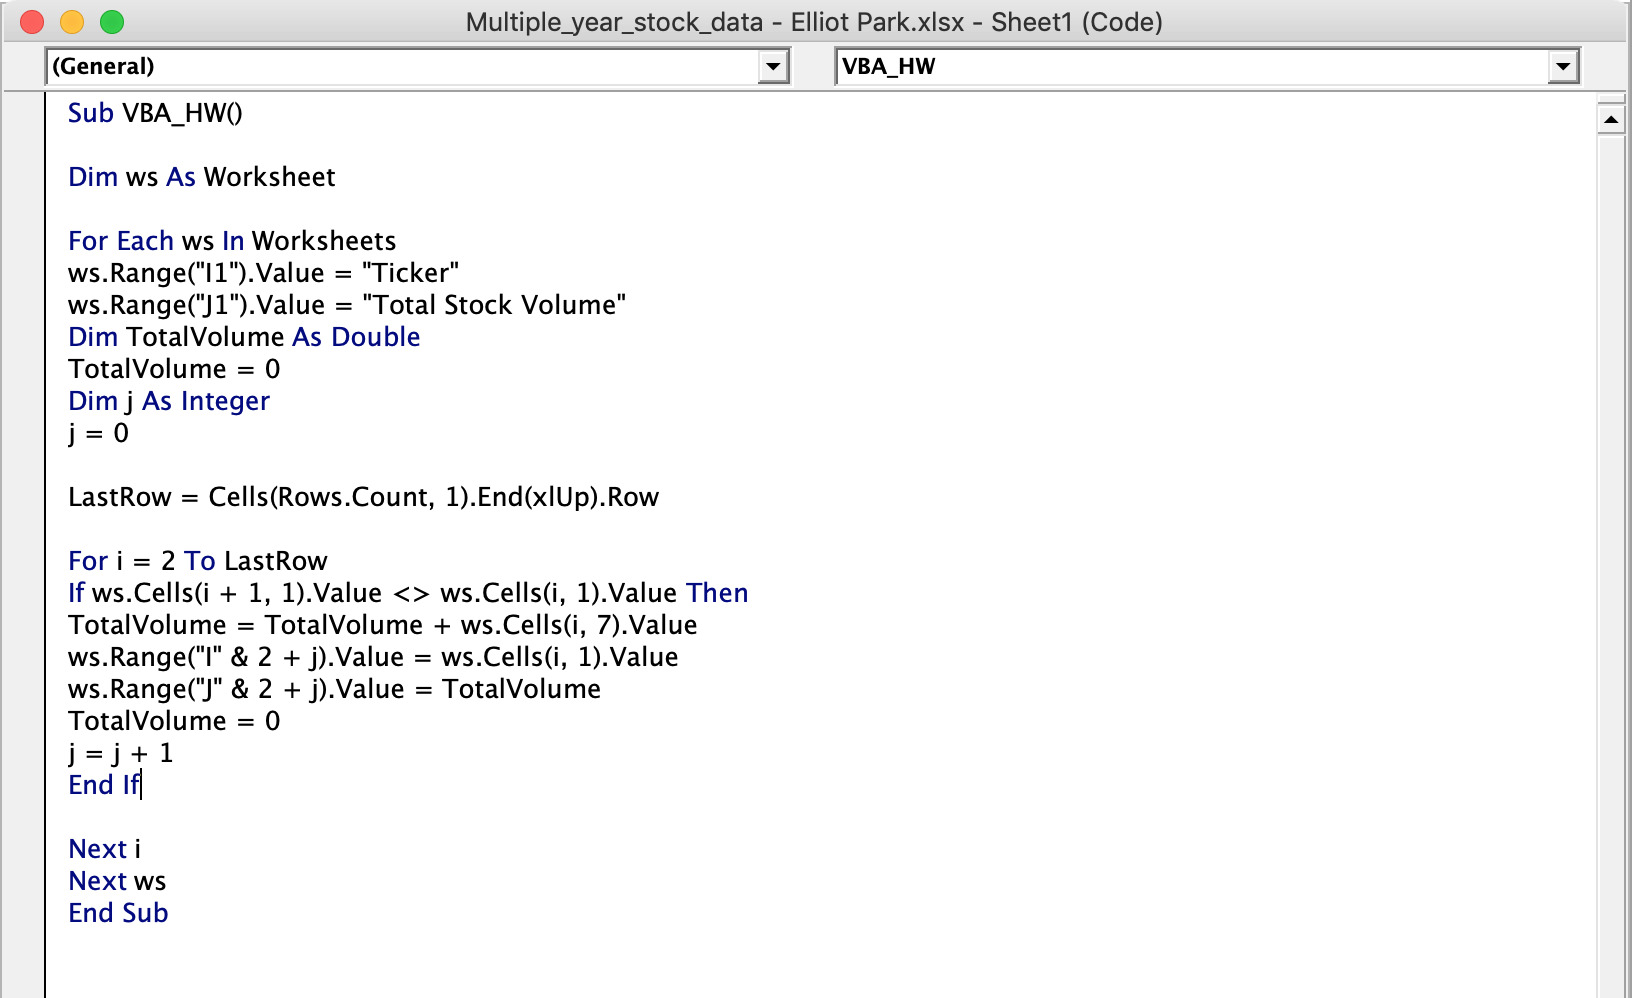 Multiple_year_stock_data - Elliot Park.xlsx - Sheet1 (Code)
(General) VBA_HW
Sub VBA_HW()
Dim ws As Worksheet
For Each ws In Worksheets
ws.Range("I1").Value = "Ticker"
ws.Range("J1").Value = "Total Stock Volume"
Dim TotalVolume As Double
TotalVolume = 0
Dim j As Integer
j = 0
LastRow = Cells(Rows.Count, 1).End(xlUp).Row
For i = 2 To LastRow
If ws.Cells(i + 1, 1).Value <> ws.Cells(i, 1).Value Then
TotalVolume = TotalVolume + ws.Cells(i, 7).Value
ws.Range("I" & 2 + j).Value = ws.Cells(i, 1).Value
ws.Range("J" & 2 + j).Value = TotalVolume
TotalVolume = 0
j = j + 1
End If
Next i
Next ws
End Sub